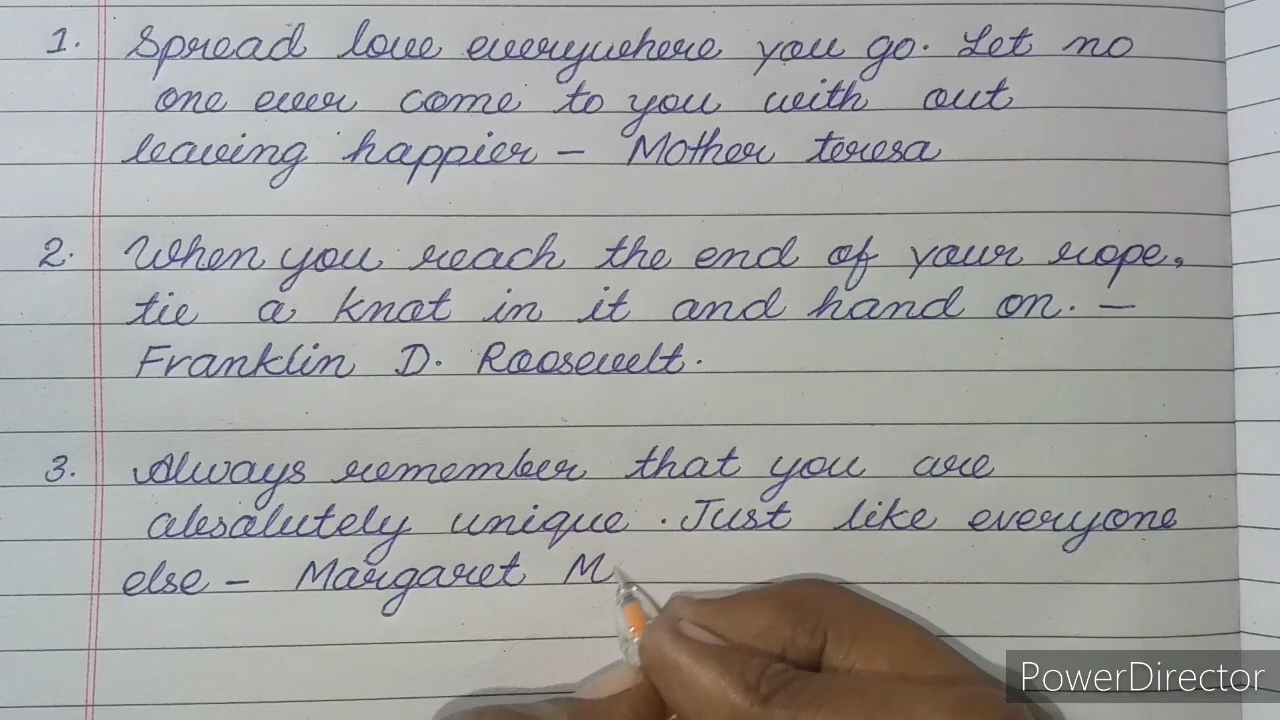 1. Spread love everywhere you go. Let no
one ever come to you with out
leaving happier – Mother teresa
2. When you reach the end of your rope,
tie a knot in it and hand on. –
Franklin D. Roosevelt.
3. Always remember that you are
absolutely unique. Just like everyone
else – Margaret M
PowerDirector